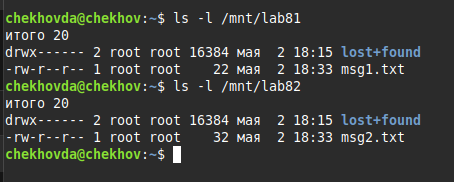 chekhovda@chekhov:~$ ls -l /mnt/lab81
итого 20
drwx------ 2 root root 16384 мая  2 18:15 lost+found
-rw-r--r-- 1 root root    22 мая  2 18:33 msg1.txt
chekhovda@chekhov:~$ ls -l /mnt/lab82
итого 20
drwx------ 2 root root 16384 мая  2 18:15 lost+found
-rw-r--r-- 1 root root    32 мая  2 18:33 msg2.txt
chekhovda@chekhov:~$